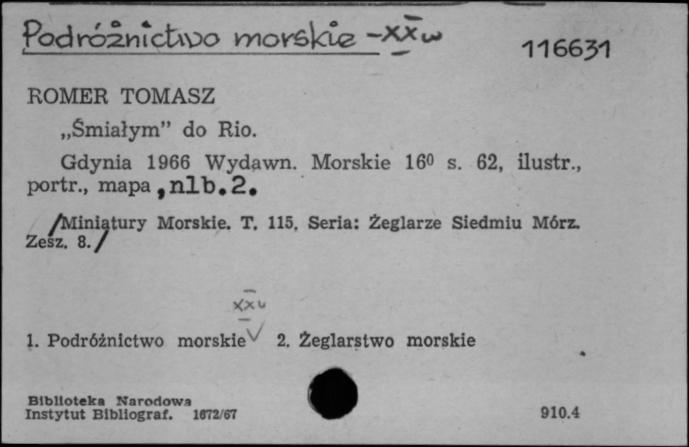 Podróżnictwo morskie - XX w
116631
ROMER TOMASZ
„Śmiałym” do Rio.
Gdynia 1966 Wydawn. Morskie 16⁰ s. 62, ilustr.,
portr., mapa, nlb. 2.
/Miniatury Morskie. T. 115. Seria: Żeglarze Siedmiu Mórz.
Zesz. 8./
XX w
1. Podróżnictwo morskie 2. Żeglarstwo morskie
Biblioteka Narodowa
Instytut Bibliograf. 1672/67
910.4